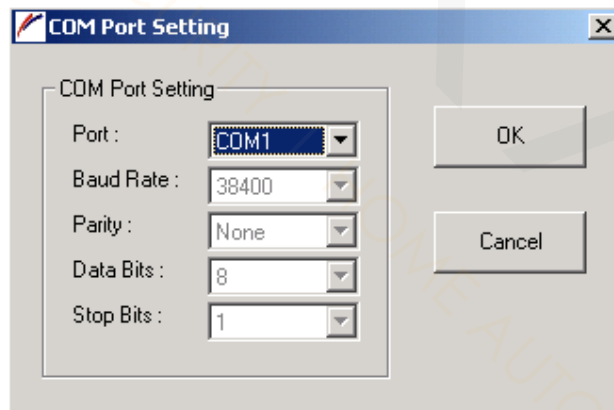 COM Port Setting
COM Port Setting
Port : COM1
OK
Baud Rate : 38400
Parity : None
Cancel
Data Bits : 8
Stop Bits : 1